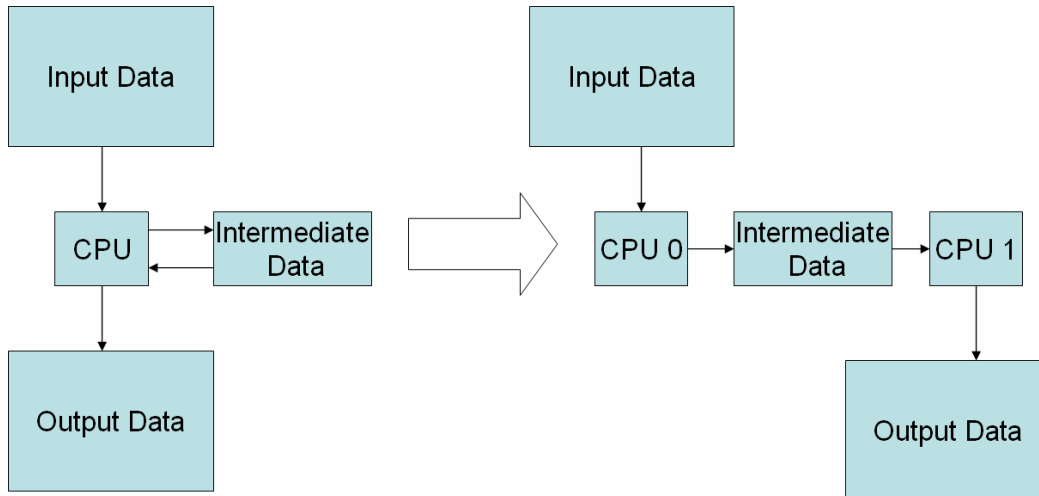 Input Data
CPU
Intermediate
Data
Output Data
Input Data
CPU 0
Intermediate
Data
CPU 1
Output Data